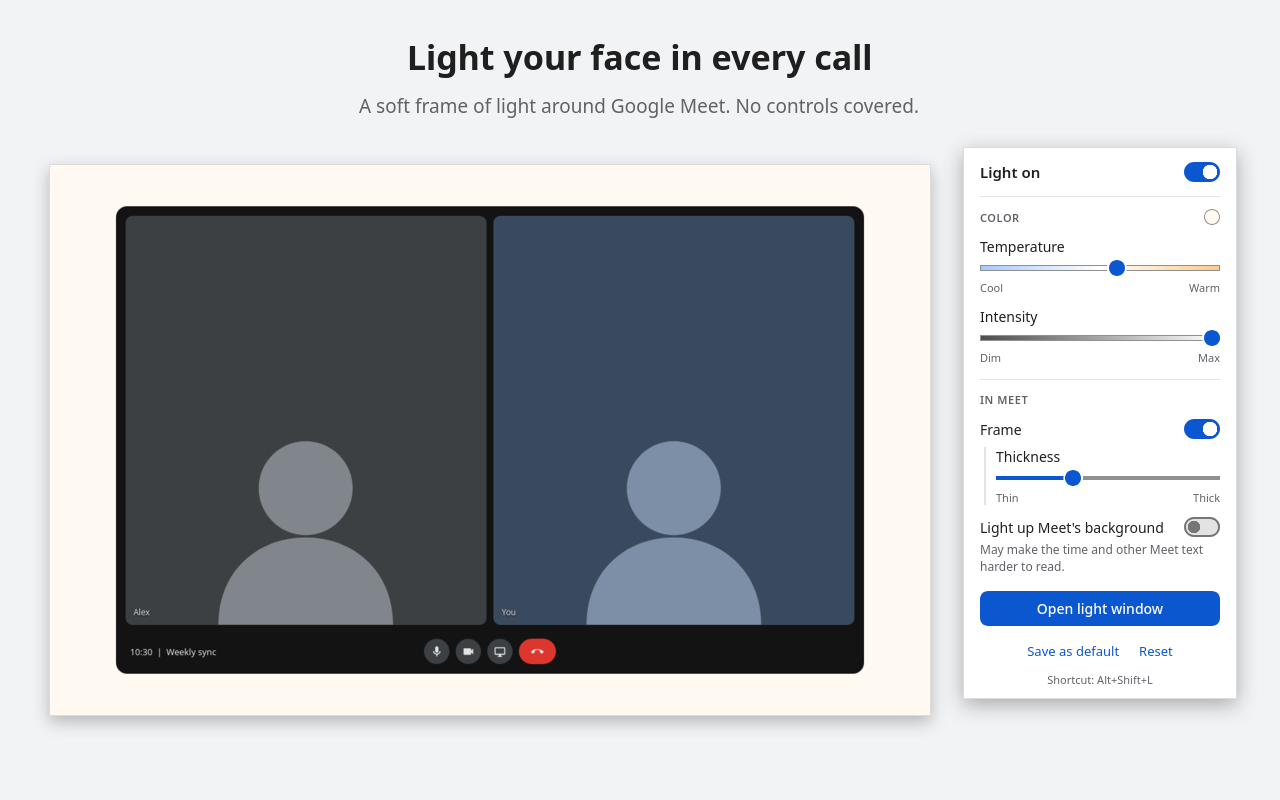 Light your face in every call
A soft frame of light around Google Meet. No controls covered.
Alex
You
10:30 | Weekly sync
Light on
COLOR
Temperature
Cool Warm
Intensity
Dim Max
IN MEET
Frame
Thickness
Thin Thick
Light up Meet's background
May make the time and other Meet text
harder to read.
Open light window
Save as default Reset
Shortcut: Alt+Shift+L